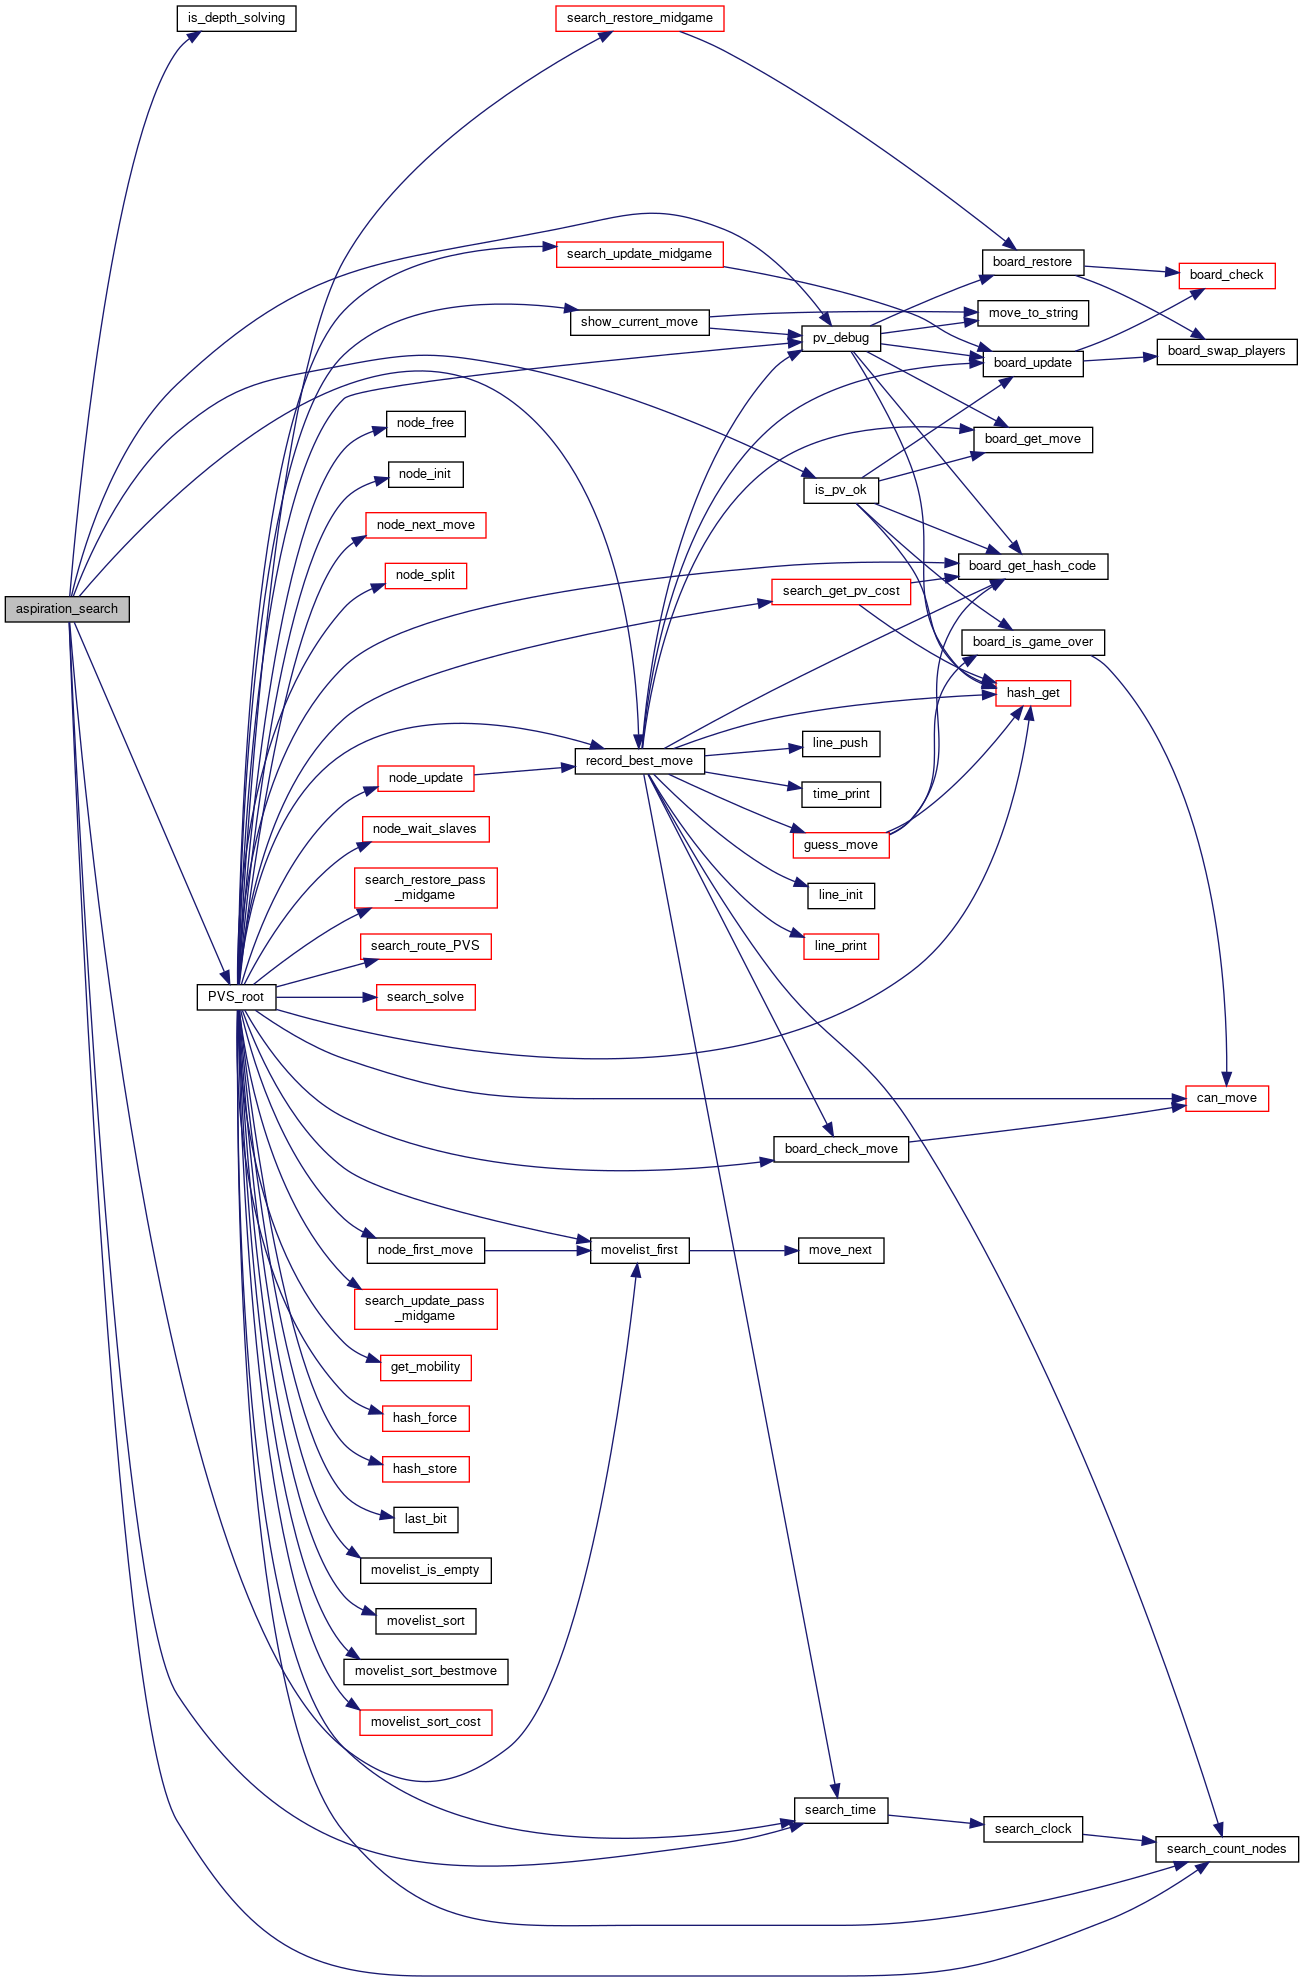 is_depth_solving
search_restore_midgame
search_update_midgame
board_restore
board_check
move_to_string
show_current_move
pv_debug
board_swap_players
board_update
node_free
board_get_move
node_init
is_pv_ok
node_next_move
board_get_hash_code
node_split
search_get_pv_cost
aspiration_search
board_is_game_over
hash_get
line_push
record_best_move
node_update
time_print
node_wait_slaves
guess_move
search_restore_pass
_midgame
line_init
search_route_PVS
line_print
PVS_root
search_solve
can_move
board_check_move
node_first_move
movelist_first
move_next
search_update_pass
_midgame
get_mobility
hash_force
hash_store
last_bit
movelist_is_empty
movelist_sort
movelist_sort_bestmove
movelist_sort_cost
search_time
search_clock
search_count_nodes